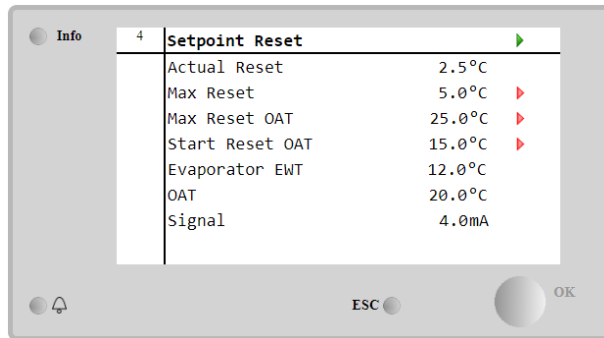 Info
4 Setpoint Reset
Actual Reset 2.5°C
Max Reset 5.0°C
Max Reset OAT 25.0°C
Start Reset OAT 15.0°C
Evaporator EWT 12.0°C
OAT 20.0°C
Signal 4.0mA
ESC
OK